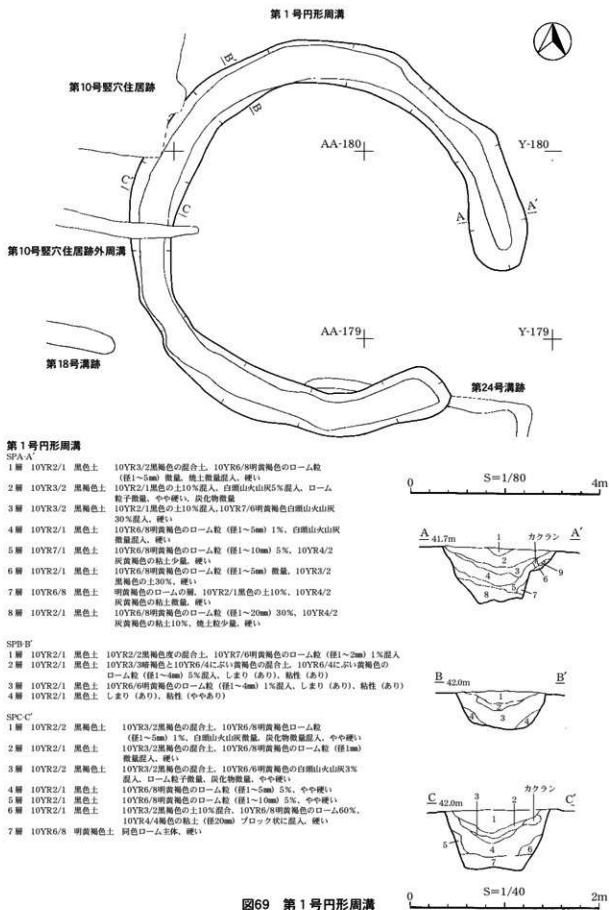 第1号円形周溝
第10号竪穴住居跡
B'
B
AA-180
Y-180
C'
C
A
A'
第10号竪穴住居跡外周溝
AA-179
Y-179
第18号溝跡
第24号溝跡
第1号円形周溝
SPA-A'
1層 10YR2/1 黒色土 10YR3/2黒褐色の混合土、10YR6/8明黄褐色のローム粒
（径1～5㎜）微量、焼土微量混入、硬い
2層 10YR3/2 黒褐色土 10YR2/1黒色の土10%混入、白頭山火山灰5%混入、ローム
粒子微量、やや硬い、炭化物微量
3層 10YR3/2 黒褐色土 10YR2/1黒色の土10%混入、10YR7/6明黄褐色白頭山火山灰
30%混入、硬い
4層 10YR2/1 黒色土 10YR6/8明黄褐色のローム粒（径1～5㎜）1%、白頭山火山灰
微量混入、硬い
5層 10YR7/1 黒色土 10YR6/8明黄褐色のローム粒（径1～10㎜）5%、10YR4/2
灰黄褐色の粘土少量、硬い
6層 10YR2/1 黒色土 10YR6/8明黄褐色のローム粒（径1～5㎜）微量、10YR3/2
黒褐色の土30%、硬い
7層 10YR6/8 黒色土 明黄褐色のロームの層、10YR2/1黒色の土10%、10YR4/2
灰黄褐色の粘土微量、硬い
8層 10YR2/1 黒色土 10YR6/8明黄褐色のローム粒（径1～20㎜）30%、10YR4/2
灰黄褐色の粘土10%、焼土粒少量、硬い
SPB-B'
1層 10YR2/1 黒色土 10YR2/2黒褐色度の混合土、10YR7/6明黄褐色のローム粒（径1～2㎜）1%混入
2層 10YR2/1 黒色土 10YR3/3暗褐色と10YR6/4にぶい黄褐色の混合土、10YR6/4にぶい黄褐色の
ローム粒（径1～4㎜）5%混入、しまり（あり）、粘性（あり）
3層 10YR2/1 黒色土 10YR6/6明黄褐色のローム粒（径1～4㎜）1%混入、しまり（あり）、粘性（あり）
4層 10YR2/1 黒色土 しまり（あり）、粘性（ややあり）
SPC-C'
1層 10YR2/2 黒褐色土 10YR3/2黒褐色の混合土、10YR6/8明黄褐色ローム粒
（径1～5㎜）1%、白頭山火山灰微量、炭化物微量混入、やや硬い
2層 10YR2/1 黒色土 10YR3/2黒褐色の混合土、10YR6/8明黄褐色のローム粒（径1㎜）
微量混入、硬い
3層 10YR2/2 黒褐色土 10YR3/2黒褐色の混合土、10YR6/8明黄褐色の白頭山火山灰3%
混入、ローム粒子微量、炭化物微量、やや硬い
4層 10YR2/1 黒色土 10YR6/8明黄褐色のローム粒（径1～5㎜）5%、やや硬い
5層 10YR2/1 黒色土 10YR6/8明黄褐色のローム粒（径1～10㎜）5%、やや硬い
6層 10YR2/1 黒色土 10YR3/2黒褐色の土10%混合、10YR6/8明黄褐色のローム60%、
10YR4/4褐色の粘土（径20㎜）ブロック状に混入、硬い
7層 10YR6/8 明黄褐色土 同色ローム主体、硬い
0 S=1/80 4m
A 41.7m 1 カクラン A'
2
3
4
5
6
7
8
9
B 42.0m B'
1
2
3
4 4
C 42.0m 3 1 2 カクラン C'
4
5 6
7
0 S=1/40 2m
図69 第1号円形周溝